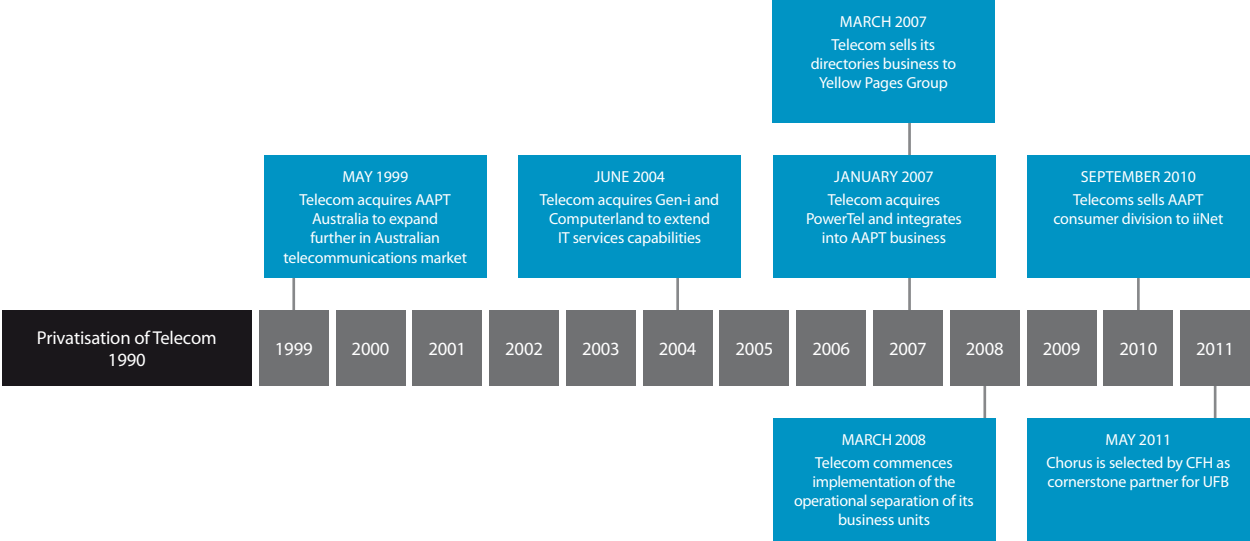 MARCH 2007
Telecom sells its
directories business to
Yellow Pages Group
MAY 1999
Telecom acquires AAPT
Australia to expand
further in Australian
telecommunications market
JUNE 2004
Telecom acquires Gen-i and
Computerland to extend
IT services capabilities
JANUARY 2007
Telecom acquires
PowerTel and integrates
into AAPT business
SEPTEMBER 2010
Telecoms sells AAPT
consumer division to iiNet
Privatisation of Telecom
1990
1999
2000
2001
2002
2003
2004
2005
2006
2007
2008
2009
2010
2011
MARCH 2008
Telecom commences
implementation of the
operational separation of its
business units
MAY 2011
Chorus is selected by CFH as
cornerstone partner for UFB